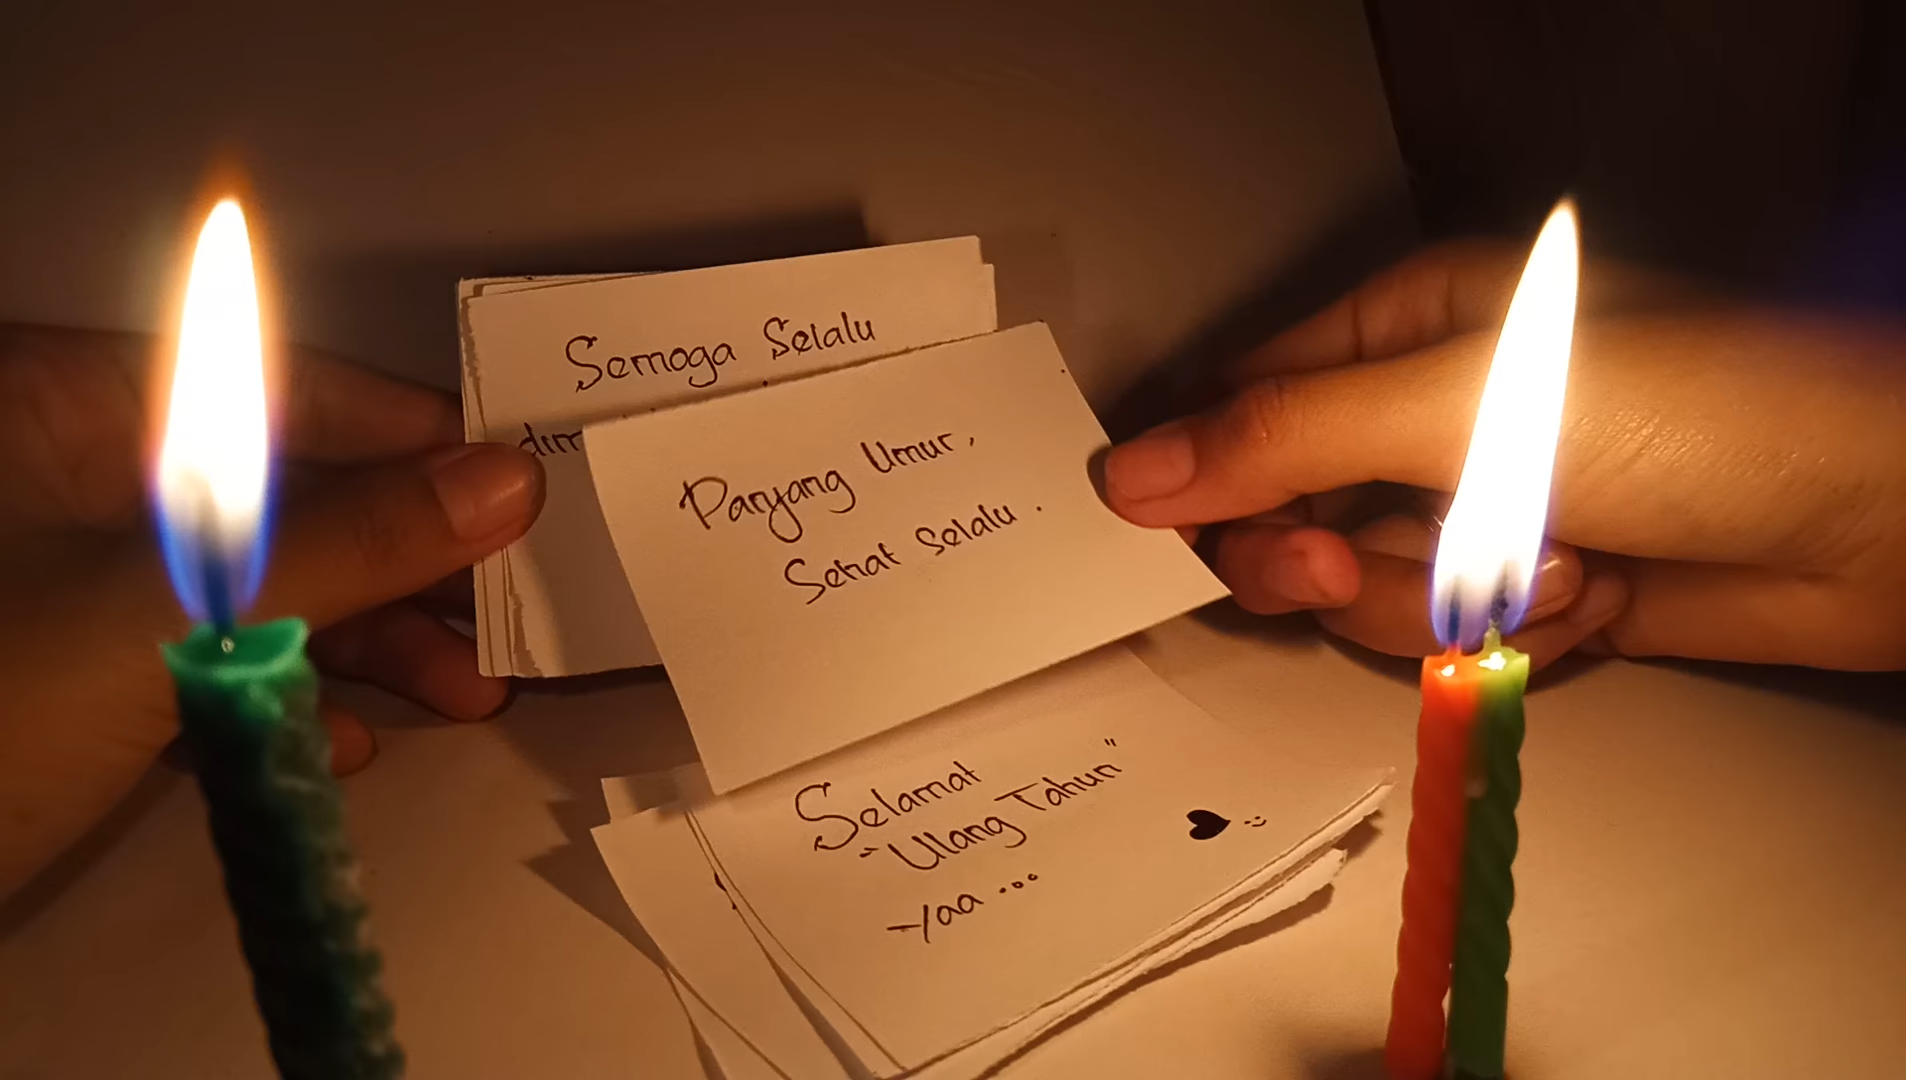 Semoga Selalu
Panjang Umur,
Sehat Selalu.
Selamat
"Ulang Tahun"
yaa...